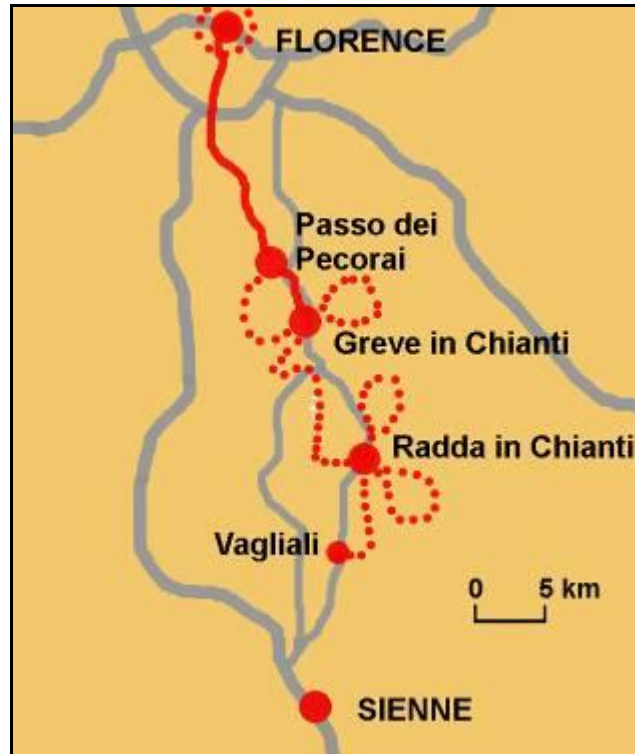 FLORENCE
Passo dei
Pecorai
Greve in Chianti
Radda in Chianti
Vagliali
0 5 km
SIENNE